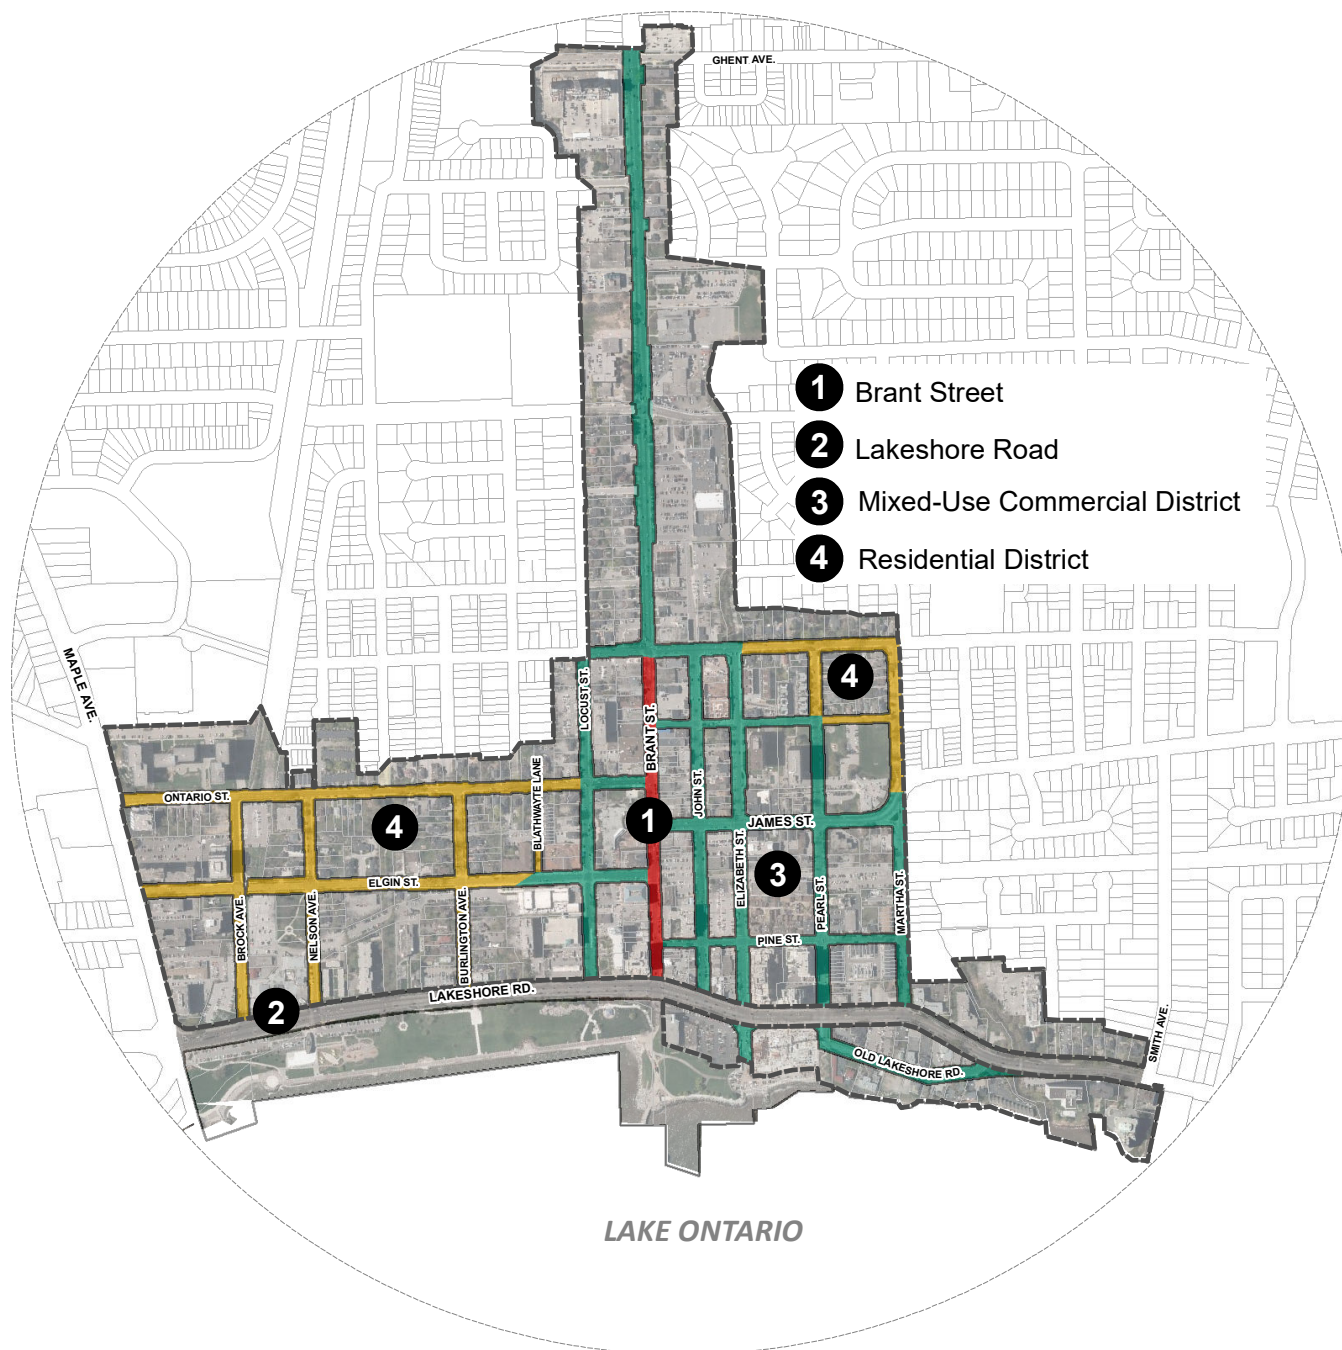 GHENT AVE.
1 Brant Street
2 Lakeshore Road
3 Mixed-Use Commercial District
4 Residential District
MAPLE AVE.
LOCUST ST.
BRANT ST.
4
ONTARIO ST.
BLATHWAYTE LANE
JOHN ST.
4
1
JAMES ST.
ELIZABETH ST.
3
ELGIN ST.
PEARL ST.
MARTHA ST.
BROCK AVE.
NELSON AVE.
BURLINGTON AVE.
PINE ST.
LAKESHORE RD.
2
SMITH AVE.
OLD LAKESHORE RD.
LAKE ONTARIO